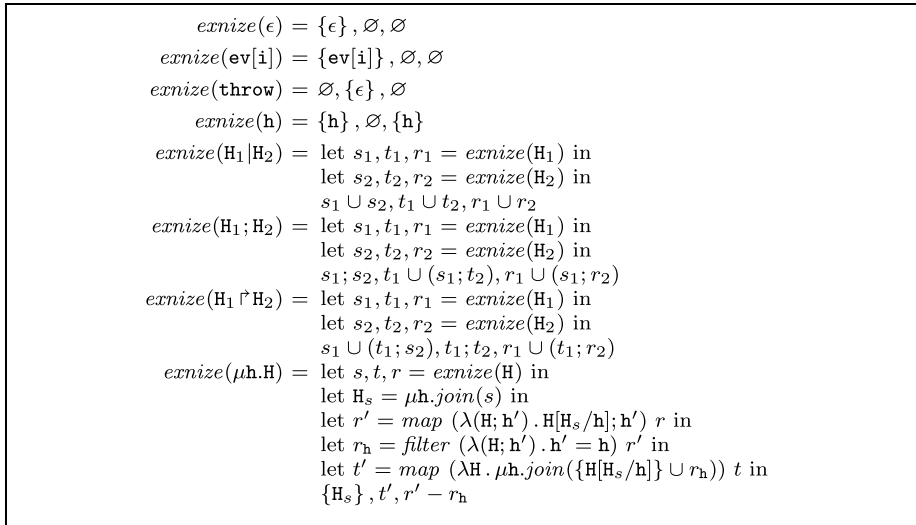 exnize(ϵ) = {ϵ} , ∅, ∅
exnize(ev[i]) = {ev[i]} , ∅, ∅
exnize(throw) = ∅, {ϵ} , ∅
exnize(h) = {h} , ∅, {h}
exnize(H₁|H₂) = let s₁, t₁, r₁ = exnize(H₁) in
let s₂, t₂, r₂ = exnize(H₂) in
s₁ ∪ s₂, t₁ ∪ t₂, r₁ ∪ r₂
exnize(H₁; H₂) = let s₁, t₁, r₁ = exnize(H₁) in
let s₂, t₂, r₂ = exnize(H₂) in
s₁; s₂, t₁ ∪ (s₁; t₂), r₁ ∪ (s₁; r₂)
exnize(H₁ ↱ H₂) = let s₁, t₁, r₁ = exnize(H₁) in
let s₂, t₂, r₂ = exnize(H₂) in
s₁ ∪ (t₁; s₂), t₁; t₂, r₁ ∪ (t₁; r₂)
exnize(μh.H) = let s, t, r = exnize(H) in
let Hₛ = μh.join(s) in
let r′ = map (λ(H; h′) . H[Hₛ/h]; h′) r in
let rₕ = filter (λ(H; h′) . h′ = h) r′ in
let t′ = map (λH . μh.join({H[Hₛ/h]} ∪ rₕ)) t in
{Hₛ} , t′, r′ − rₕ